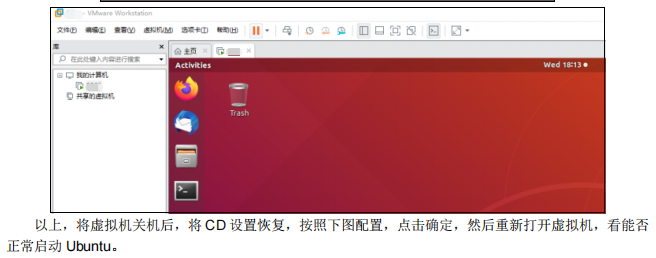 - VMware Workstation
文件(F) 编辑(E) 查看(V) 虚拟机(M) 选项卡(T) 帮助(H)
库
主页
在此处键入内容进行搜索
我的计算机
共享的虚拟机
Activities
Wed 18:13
Trash
以上，将虚拟机关机后，将 CD 设置恢复，按照下图配置，点击确定，然后重新打开虚拟机，看能否
正常启动 Ubuntu。